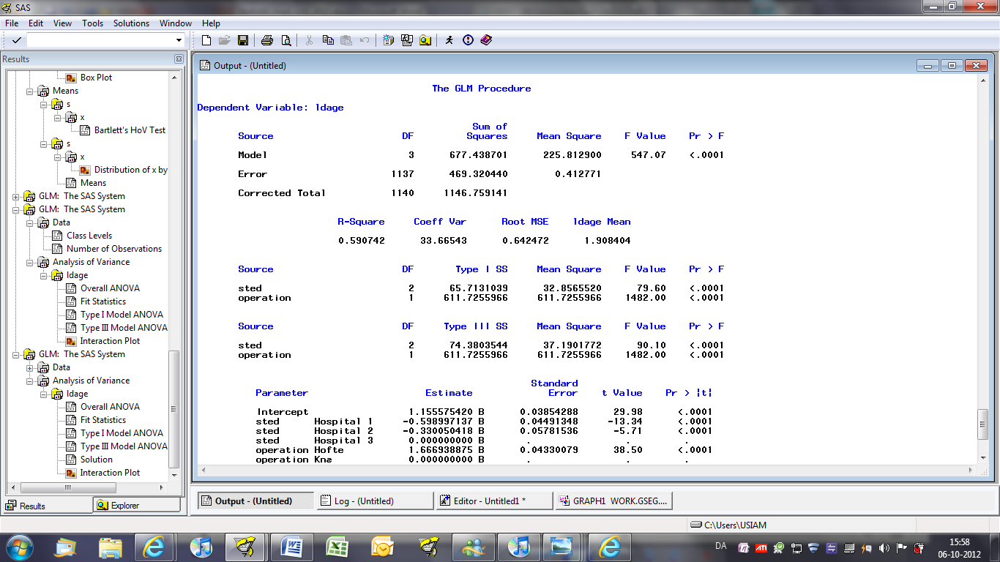 SAS
File Edit View Tools Solutions Window Help
Results
Box Plot
Means
s
x
Bartlett's HoV Test
s
x
Distribution of x by
Means
GLM: The SAS System
GLM: The SAS System
Data
Class Levels
Number of Observations
Analysis of Variance
ldage
Overall ANOVA
Fit Statistics
Type I Model ANOVA
Type III Model ANOVA
Interaction Plot
GLM: The SAS System
Data
Analysis of Variance
ldage
Overall ANOVA
Fit Statistics
Type I Model ANOVA
Type III Model ANOVA
Solution
Interaction Plot
Results Explorer
Output - (Untitled)
The GLM Procedure
Dependent Variable: ldage
Sum of
Source DF Squares Mean Square F Value Pr > F
Model 3 677.438701 225.812900 547.07 <.0001
Error 1137 469.320440 0.412771
Corrected Total 1140 1146.759141
R-Square Coeff Var Root MSE ldage Mean
0.590742 33.66543 0.642472 1.908404
Source DF Type I SS Mean Square F Value Pr > F
sted 2 65.7131039 32.8565520 79.60 <.0001
operation 1 611.7255966 611.7255966 1482.00 <.0001
Source DF Type III SS Mean Square F Value Pr > F
sted 2 74.3803544 37.1901772 90.10 <.0001
operation 1 611.7255966 611.7255966 1482.00 <.0001
Standard
Parameter Estimate Error t Value Pr > |t|
Intercept 1.155575420 B 0.03854288 29.98 <.0001
sted Hospital 1 -0.598997137 B 0.04491348 -13.34 <.0001
sted Hospital 2 -0.330050418 B 0.05781536 -5.71 <.0001
sted Hospital 3 0.000000000 B . . .
operation Hofte 1.666938875 B 0.04330079 38.50 <.0001
operation Knæ 0.000000000 B . . .
Output - (Untitled) Log - (Untitled) Editor - Untitled1 * GRAPH1 WORK.GSEG....
C:\Users\USIAM
DA
15:58
06-10-2012